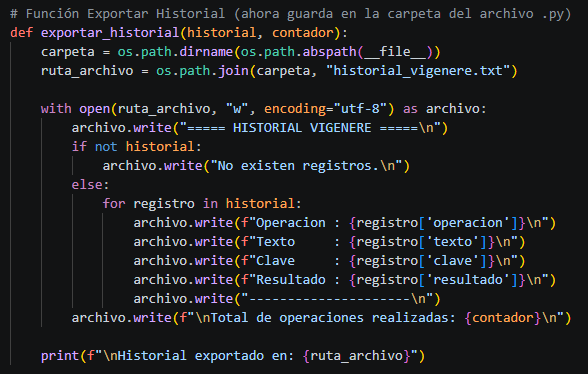 # Función Exportar Historial (ahora guarda en la carpeta del archivo .py)
def exportar_historial(historial, contador):
    carpeta = os.path.dirname(os.path.abspath(__file__))
    ruta_archivo = os.path.join(carpeta, "historial_vigenere.txt")

    with open(ruta_archivo, "w", encoding="utf-8") as archivo:
        archivo.write("===== HISTORIAL VIGENERE =====\n")
        if not historial:
            archivo.write("No existen registros.\n")
        else:
            for registro in historial:
                archivo.write(f"Operacion : {registro['operacion']}\n")
                archivo.write(f"Texto     : {registro['texto']}\n")
                archivo.write(f"Clave     : {registro['clave']}\n")
                archivo.write(f"Resultado : {registro['resultado']}\n")
                archivo.write("---------------------\n")
        archivo.write(f"\nTotal de operaciones realizadas: {contador}\n")

    print(f"\nHistorial exportado en: {ruta_archivo}")